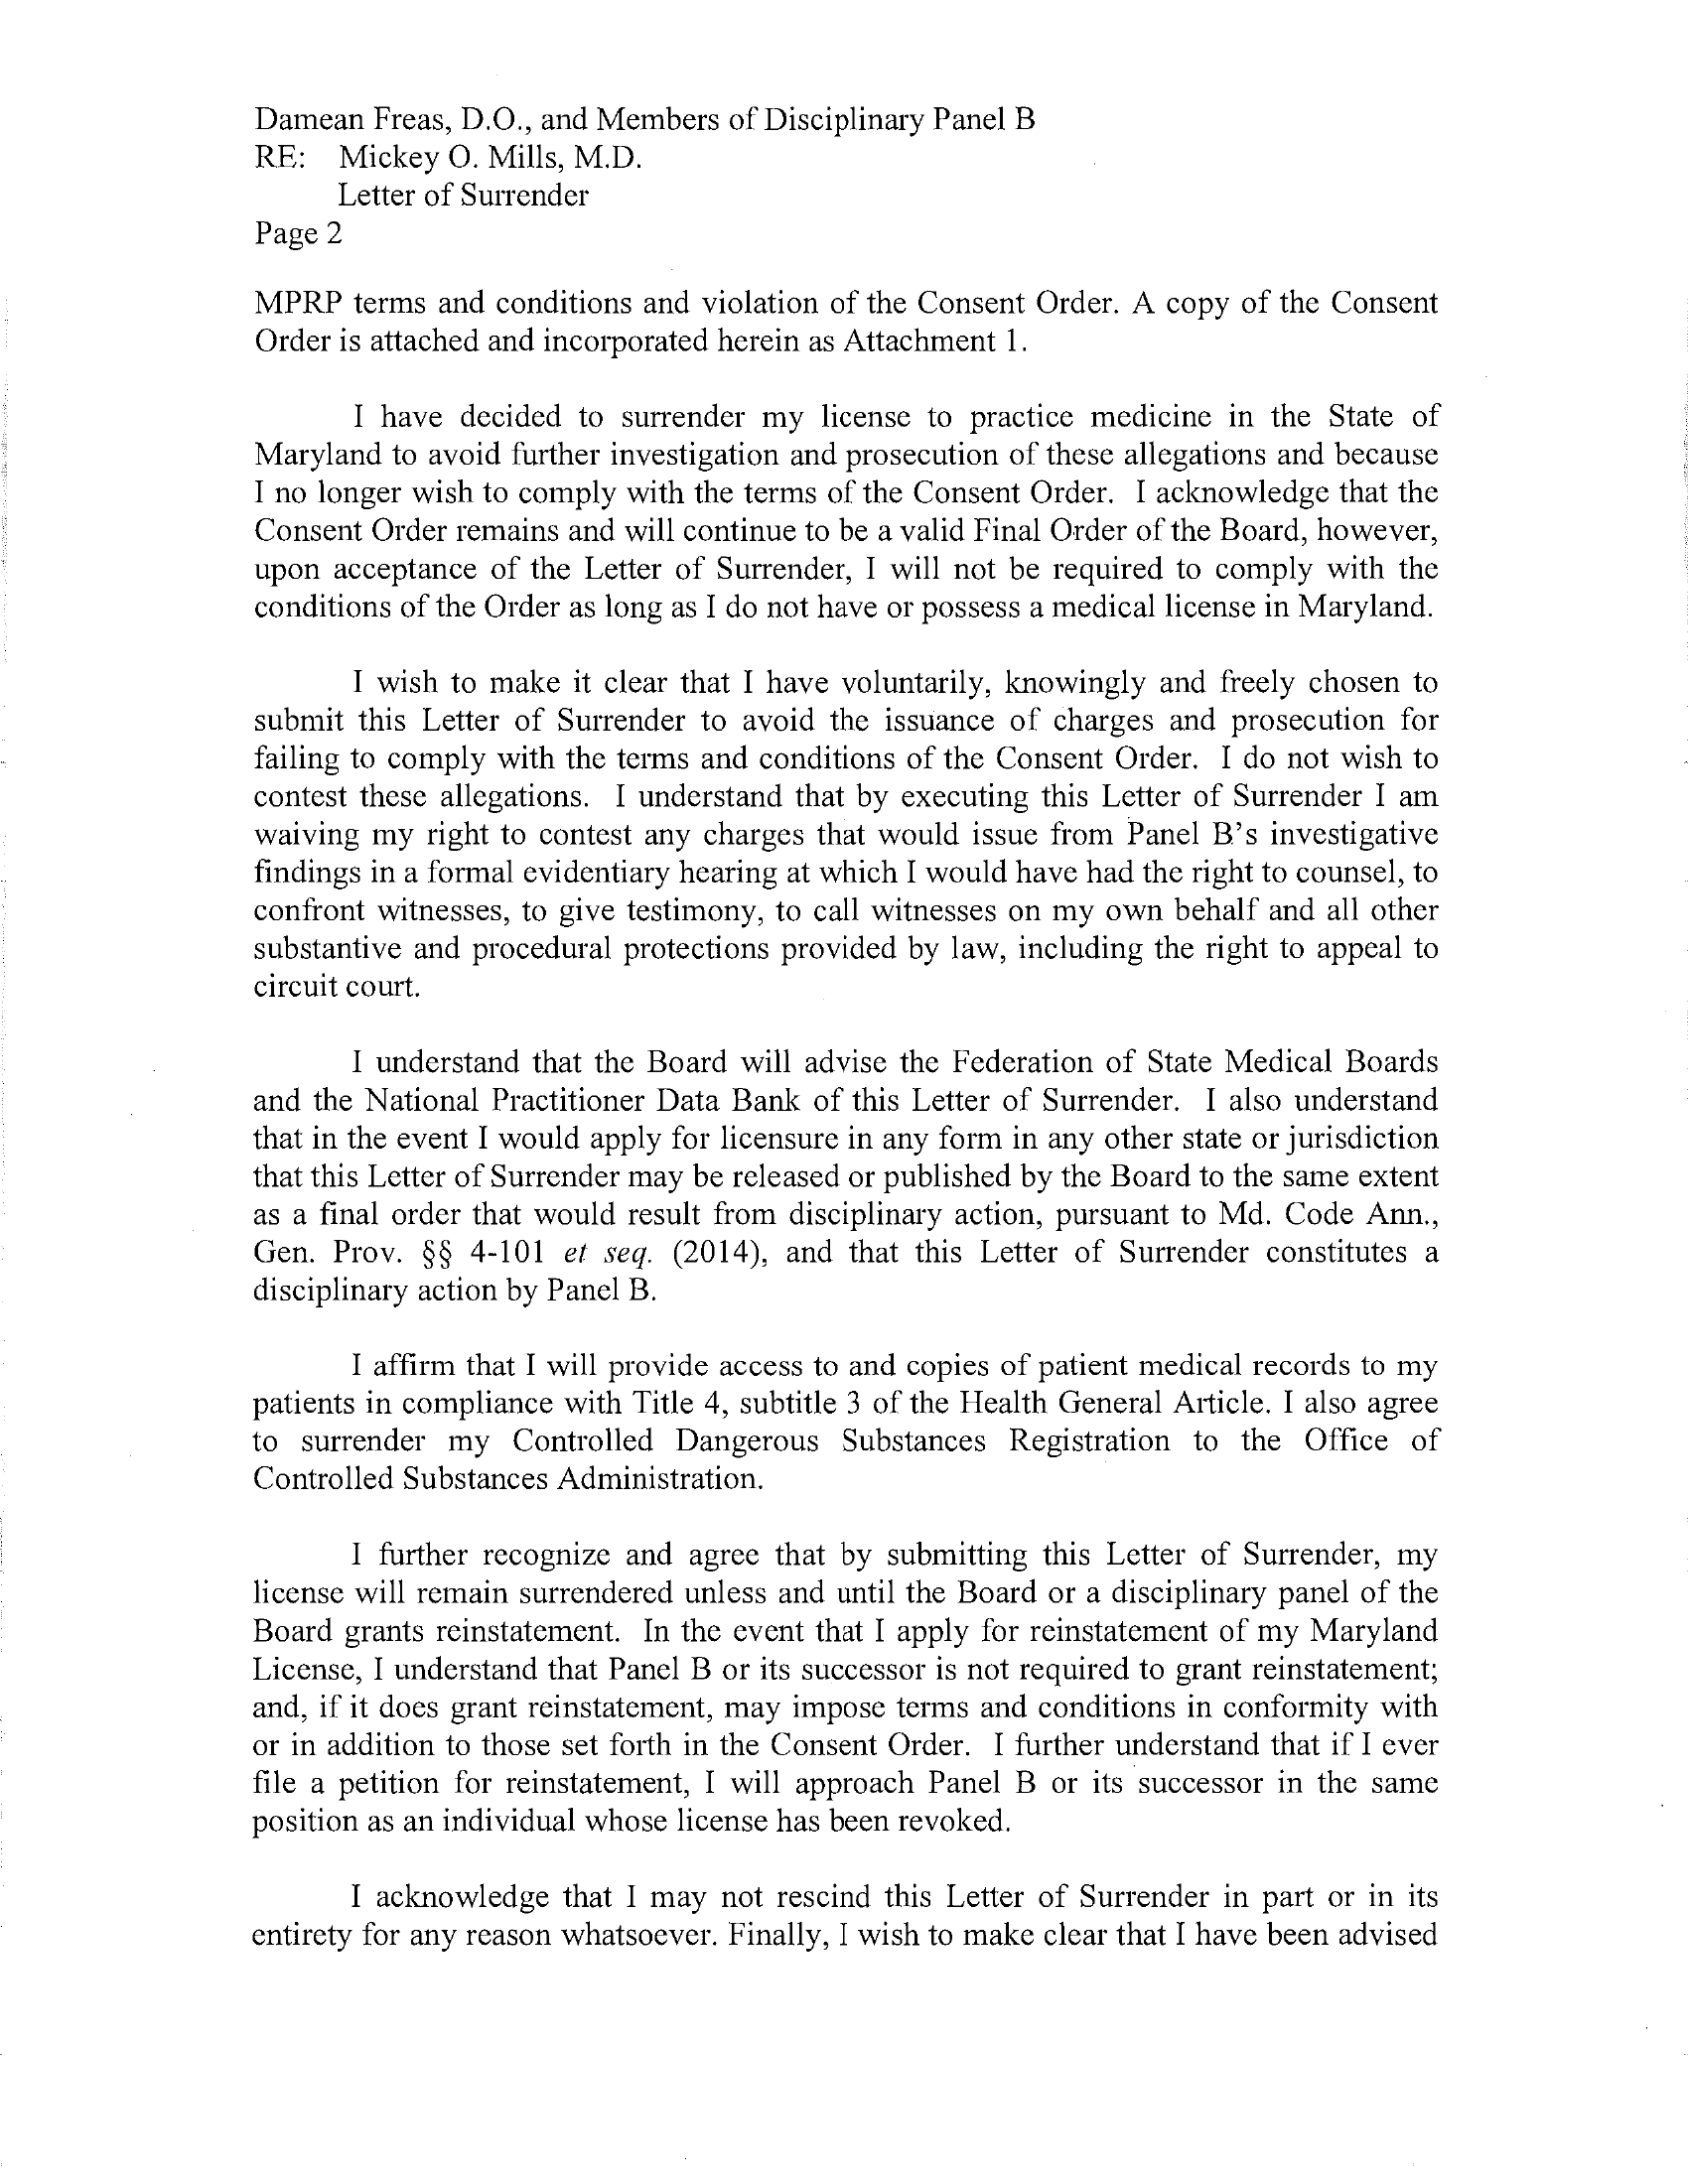 Damean Freas, D.O., and Members of Disciplinary Panel B
RE: Mickey O. Mills, M.D.
Letter of Surrender
Page 2
MPRP terms and conditions and violation of the Consent Order. A copy of the Consent
Order is attached and incorporated herein as Attachment 1.
I have decided to surrender my license to practice medicine in the State of
Maryland to avoid further investigation and prosecution of these allegations and because
I no longer wish to comply with the terms of the Consent Order. I acknowledge that the
Consent Order remains and will continue to be a valid Final Order of the Board, however,
upon acceptance of the Letter of Surrender, I will not be required to comply with the
conditions of the Order as long as I do not have or possess a medical license in Maryland.
I wish to make it clear that I have voluntarily, knowingly and freely chosen to
submit this Letter of Surrender to avoid the issuance of charges and prosecution for
failing to comply with the terms and conditions of the Consent Order. I do not wish to
contest these allegations. I understand that by executing this Letter of Surrender I am
waiving my right to contest any charges that would issue from Panel B's investigative
findings in a formal evidentiary hearing at which I would have had the right to counsel, to
confront witnesses, to give testimony, to call witnesses on my own behalf and all other
substantive and procedural protections provided by law, including the right to appeal to
circuit court.
I understand that the Board will advise the Federation of State Medical Boards
and the National Practitioner Data Bank of this Letter of Surrender. I also understand
that in the event I would apply for licensure in any form in any other state or jurisdiction
that this Letter of Surrender may be released or published by the Board to the same extent
as a final order that would result from disciplinary action, pursuant to Md. Code Ann.,
Gen. Prov. §§ 4-101 et seq. (2014), and that this Letter of Surrender constitutes a
disciplinary action by Panel B.
I affirm that I will provide access to and copies of patient medical records to my
patients in compliance with Title 4, subtitle 3 of the Health General Article. I also agree
to surrender my Controlled Dangerous Substances Registration to the Office of
Controlled Substances Administration.
I further recognize and agree that by submitting this Letter of Surrender, my
license will remain surrendered unless and until the Board or a disciplinary panel of the
Board grants reinstatement. In the event that I apply for reinstatement of my Maryland
License, I understand that Panel B or its successor is not required to grant reinstatement;
and, if it does grant reinstatement, may impose terms and conditions in conformity with
or in addition to those set forth in the Consent Order. I further understand that if I ever
file a petition for reinstatement, I will approach Panel B or its successor in the same
position as an individual whose license has been revoked.
I acknowledge that I may not rescind this Letter of Surrender in part or in its
entirety for any reason whatsoever. Finally, I wish to make clear that I have been advised